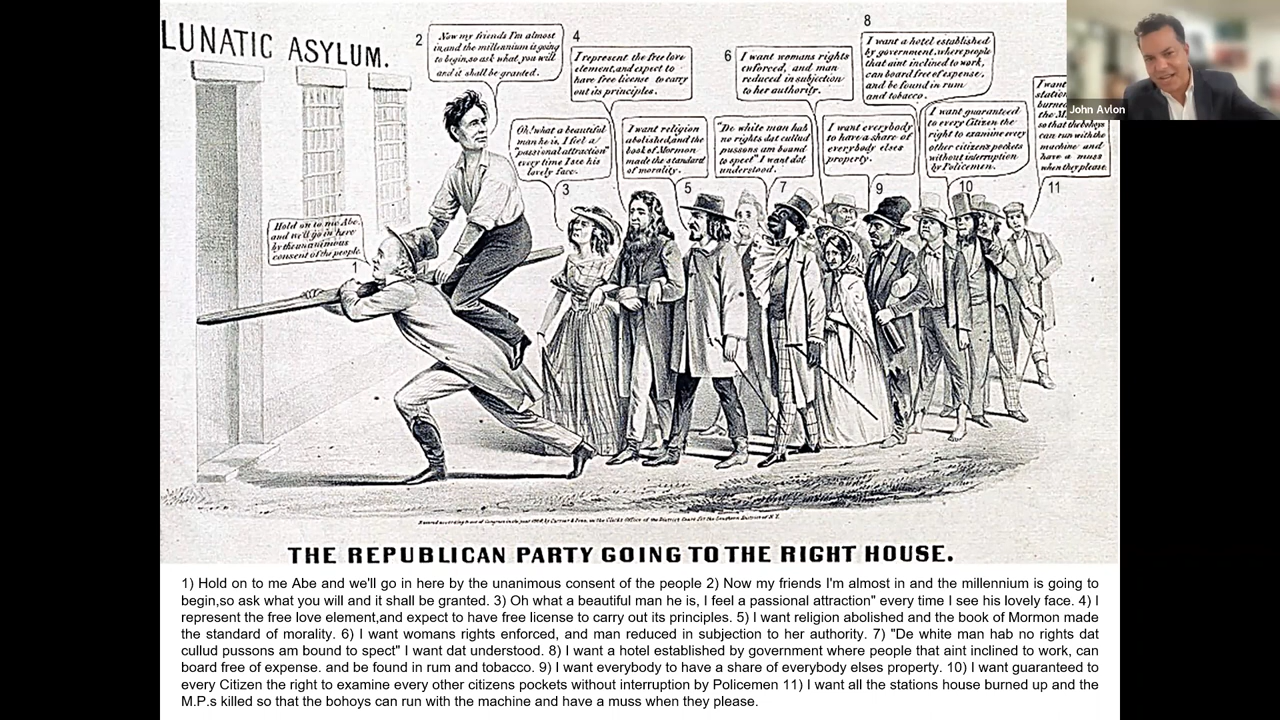 LUNATIC ASYLUM.
2
Now my friends I'm almost
in, and the millennium is going
to begin, so ask what, you will
and it shall be granted.
4
I represent the free love
element, and expect to
have free license to carry
out its principles.
6
I want womans rights
enforced, and man
reduced in subjection
to her authority.
8
I want a hotel established
by government, where people
that aint inclined to work,
can board free of expense,
and be found in rum
and tobacco.
John Avlon
Oh! what a beautiful
man he is, I feel a
"passional attraction"
every time I see his
lovely face.
3
I want religion
abolished, and the
book of Mormon
made the standard
of morality.
5
"De white man hab
no rights dat cullud
pussons am bound
to spect" I want dat
understood.
7
I want everybody
to have a share of
everybody elses
property.
9
I want guaranteed
to every Citizen the
right to examine every
other citizens pockets
without interruption
by Policemen.
10
I want
station
burned
the M.
so that the bohoys
can run with the
machine and
have a muss
when they please.
11
Hold on to me Abe,
and we'll go in here
by the unanimous
consent of the people.
1
THE REPUBLICAN PARTY GOING TO THE RIGHT HOUSE.
1) Hold on to me Abe and we'll go in here by the unanimous consent of the people 2) Now my friends I'm almost in and the millennium is going to
begin,so ask what you will and it shall be granted. 3) Oh what a beautiful man he is, I feel a passional attraction" every time I see his lovely face. 4) I
represent the free love element,and expect to have free license to carry out its principles. 5) I want religion abolished and the book of Mormon made
the standard of morality. 6) I want womans rights enforced, and man reduced in subjection to her authority. 7) "De white man hab no rights dat
cullud pussons am bound to spect" I want dat understood. 8) I want a hotel established by government where people that aint inclined to work, can
board free of expense. and be found in rum and tobacco. 9) I want everybody to have a share of everybody elses property. 10) I want guaranteed to
every Citizen the right to examine every other citizens pockets without interruption by Policemen 11) I want all the stations house burned up and the
M.P.s killed so that the bohoys can run with the machine and have a muss when they please.